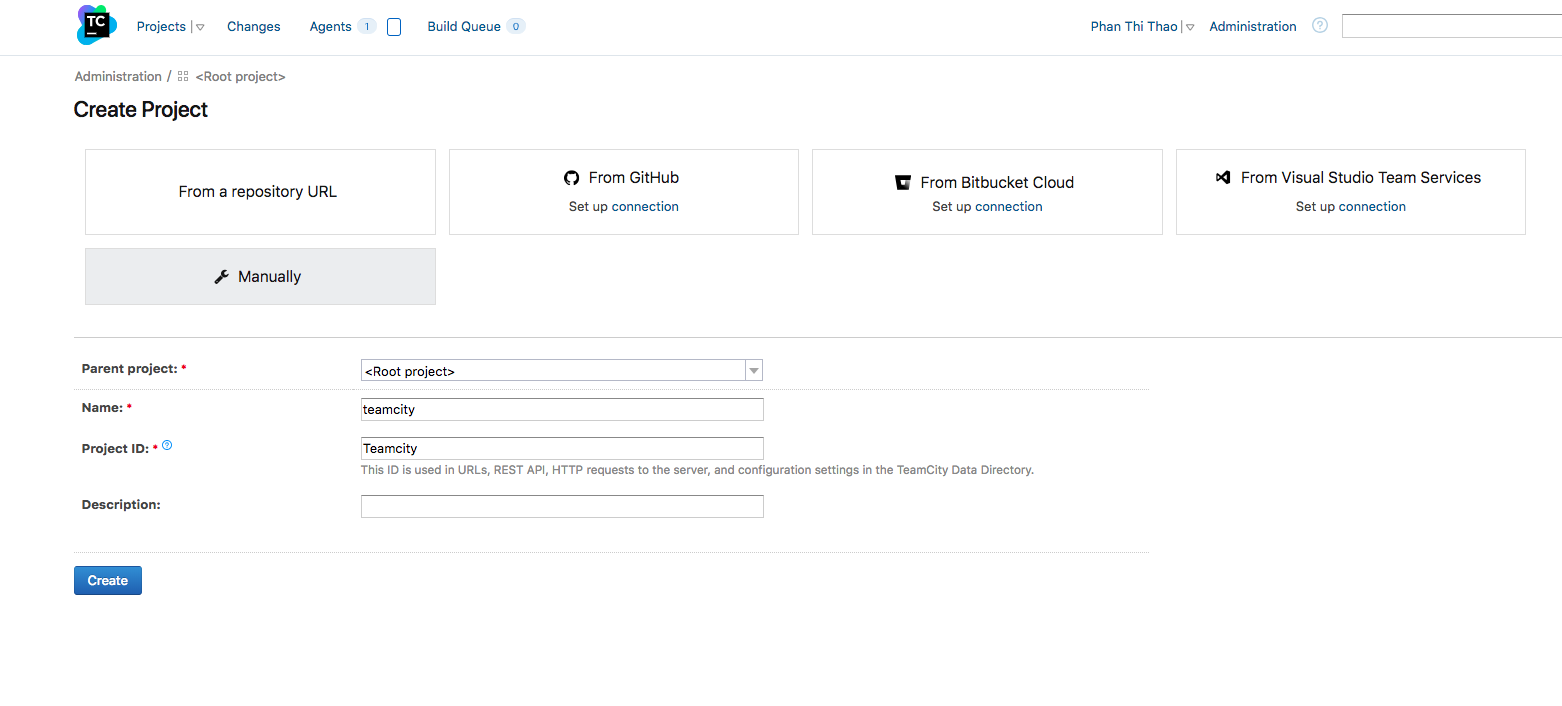 TC
Projects
Changes
Agents 1
Build Queue 0
Phan Thi Thao
Administration
?
Administration / <Root project>
Create Project
From a repository URL
From GitHub
Set up connection
From Bitbucket Cloud
Set up connection
From Visual Studio Team Services
Set up connection
Manually
Parent project: *
<Root project>
Name: *
teamcity
Project ID: * ?
Teamcity
This ID is used in URLs, REST API, HTTP requests to the server, and configuration settings in the TeamCity Data Directory.
Description:
Create